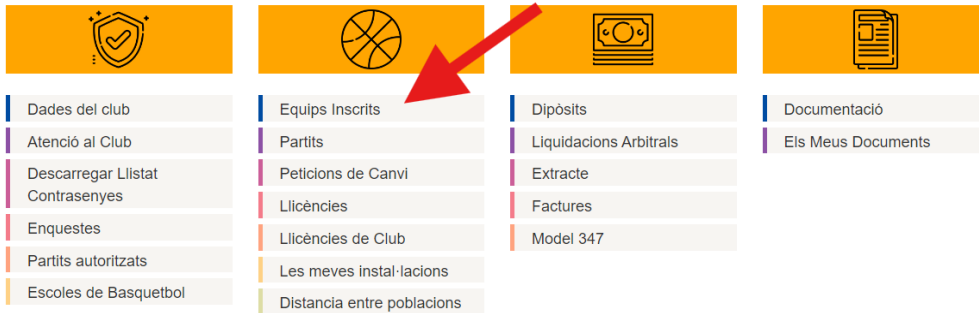 Dades del club
Atenció al Club
Descarregar Llistat
Contrasenyes
Enquestes
Partits autoritzats
Escoles de Basquetbol
Equips Inscrits
Partits
Peticions de Canvi
Llicències
Llicències de Club
Les meves instal·lacions
Distancia entre poblacions
Dipòsits
Liquidacions Arbitrals
Extracte
Factures
Model 347
Documentació
Els Meus Documents